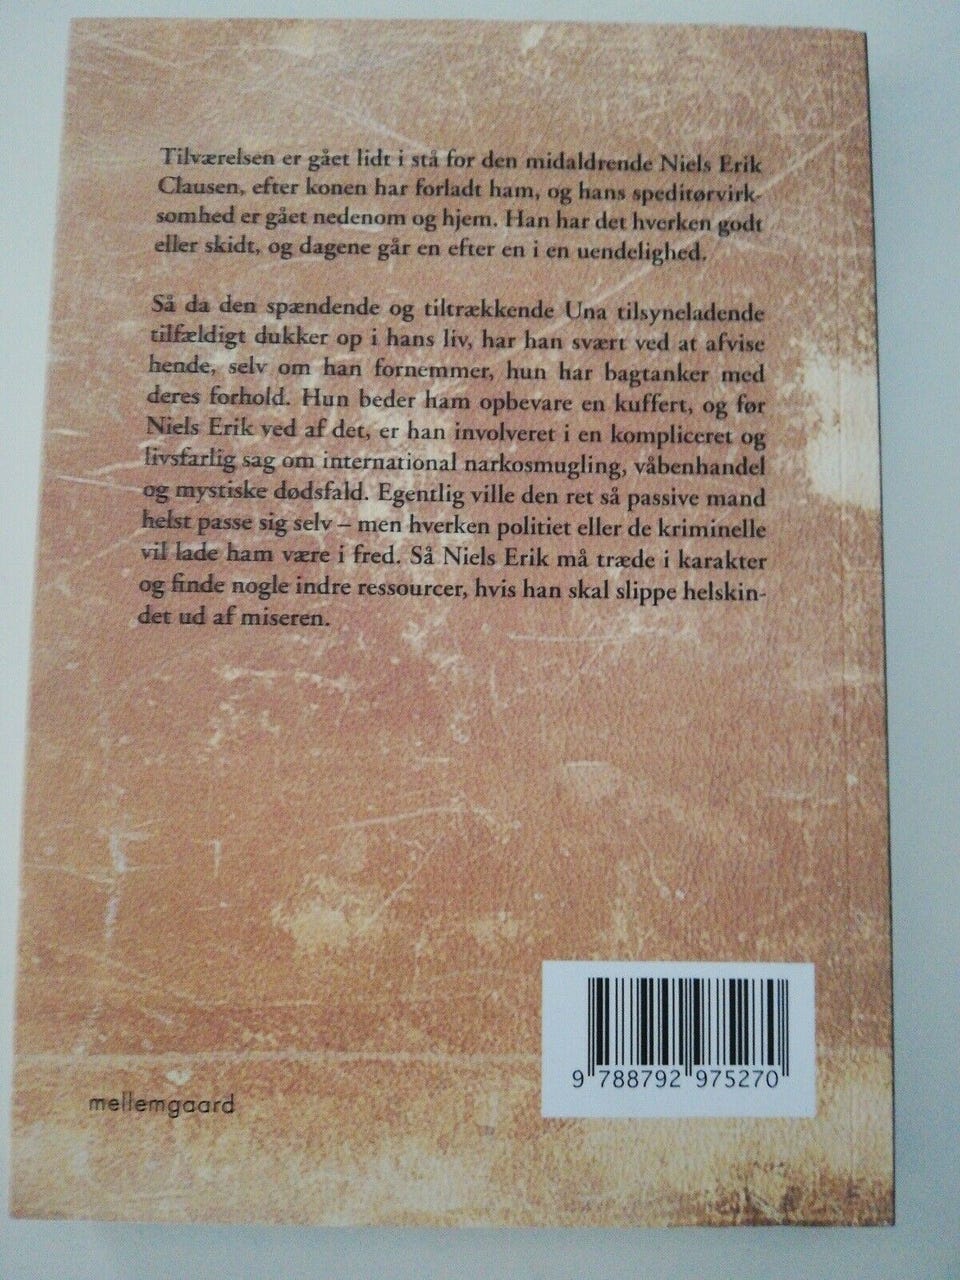 Tilværelsen er gået lidt i stå for den midaldrende Niels Erik
Clausen, efter konen har forladt ham, og hans speditørvirk-
somhed er gået nedenom og hjem. Han har det hverken godt
eller skidt, og dagene går en efter en i en uendelighed.
Så da den spændende og tiltrækkende Una tilsyneladende
tilfældigt dukker op i hans liv, har han svært ved at afvise
hende, selv om han fornemmer, hun har bagtanker med
deres forhold. Hun beder ham opbevare en kuffert, og før
Niels Erik ved af det, er han involveret i en kompliceret og
livsfarlig sag om international narkosmugling, våbenhandel
og mystiske dødsfald. Egentlig ville den ret så passive mand
helst passe sig selv – men hverken politiet eller de kriminelle
vil lade ham være i fred. Så Niels Erik må træde i karakter
og finde nogle indre ressourcer, hvis han skal slippe helskin-
det ud af miseren.
9 788792 975270
mellemgaard